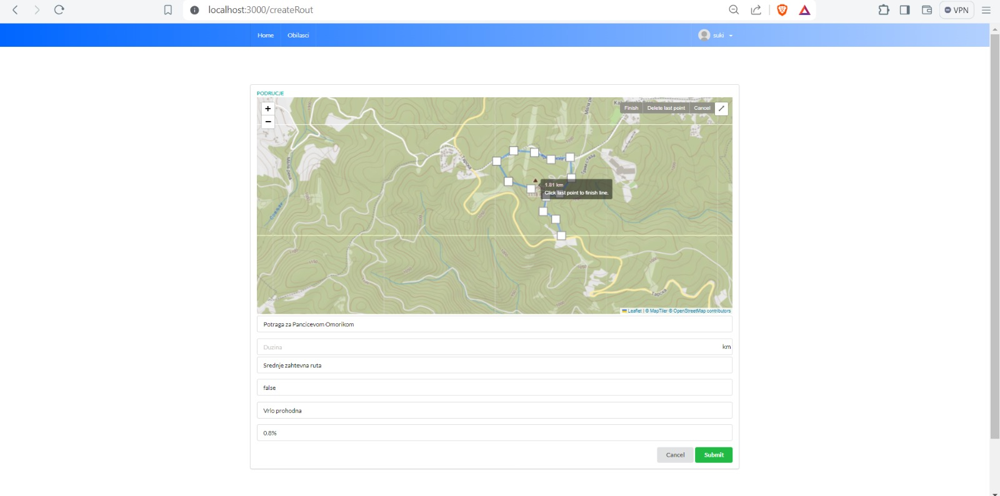 localhost:3000/createRout
VPN
Home
Obilasci
suki
PODRUCJE
+
−
Finish
Delete last point
Cancel
Тарска
1.81 km
Click last point to finish line.
Тарска
Leaflet | © MapTiler © OpenStreetMap contributors
Potraga za Pancicevom Omorikom
Duzina
km
Srednje zahtevna ruta
false
Vrlo prohodna
0.8%
Cancel
Submit